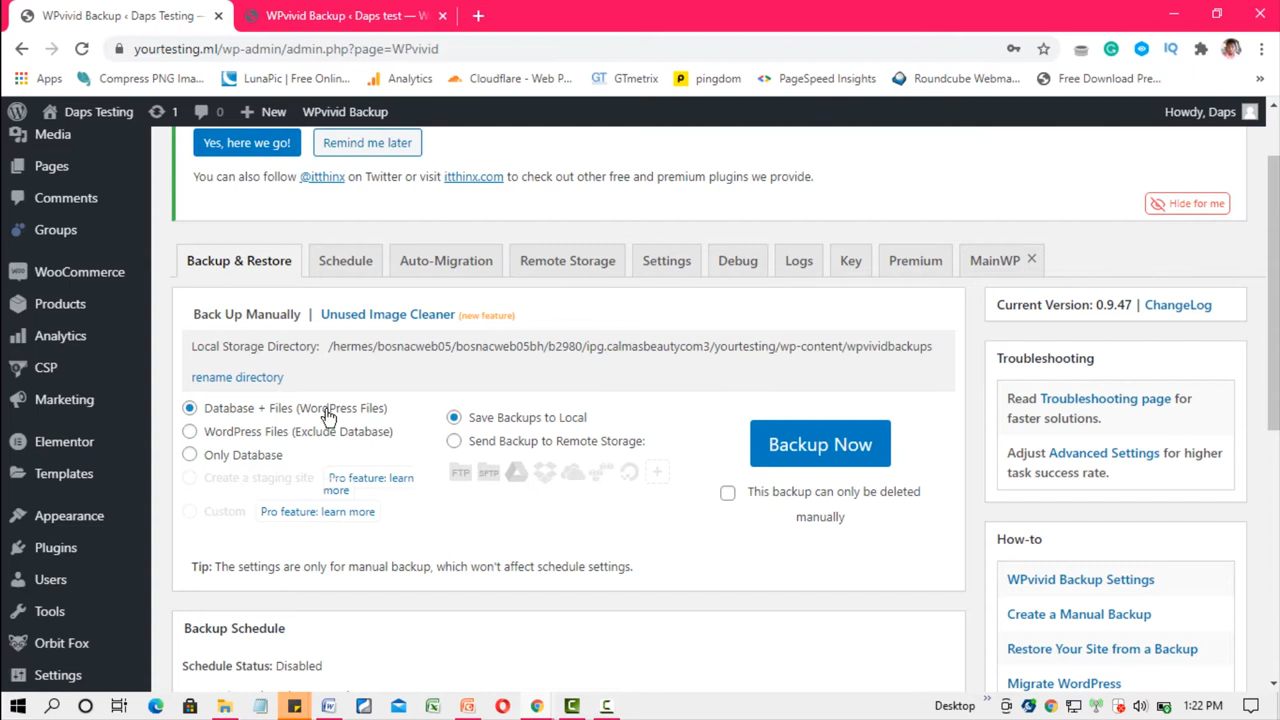 WPvivid Backup ‹ Daps Testing —
WPvivid Backup ‹ Daps test — W
yourtesting.ml/wp-admin/admin.php?page=WPvivid
Apps
Compress PNG Ima...
LunaPic | Free Onlin...
Analytics
Cloudflare - Web P...
GTmetrix
pingdom
PageSpeed Insights
Roundcube Webma...
Free Download Pre...
Daps Testing
1
0
New
WPvivid Backup
Howdy, Daps
Media
Pages
Comments
Groups
WooCommerce
Products
Analytics
CSP
Marketing
Elementor
Templates
Appearance
Plugins
Users
Tools
Orbit Fox
Settings
Yes, here we go!
Remind me later
You can also follow @itthinx on Twitter or visit itthinx.com to check out other free and premium plugins we provide.
Hide for me
Backup & Restore
Schedule
Auto-Migration
Remote Storage
Settings
Debug
Logs
Key
Premium
MainWP
Back Up Manually | Unused Image Cleaner (new feature)
Local Storage Directory: /hermes/bosnacweb05/bosnacweb05bh/b2980/ipg.calmasbeautycom3/yourtesting/wp-content/wpvividbackups
rename directory
Database + Files (WordPress Files)
WordPress Files (Exclude Database)
Only Database
Create a staging site Pro feature: learn
more
Custom Pro feature: learn more
Save Backups to Local
Send Backup to Remote Storage:
FTP
SFTP
Backup Now
This backup can only be deleted
manually
Tip: The settings are only for manual backup, which won't affect schedule settings.
Backup Schedule
Schedule Status: Disabled
Current Version: 0.9.47 | ChangeLog
Troubleshooting
Read Troubleshooting page for
faster solutions.
Adjust Advanced Settings for higher
task success rate.
How-to
WPvivid Backup Settings
Create a Manual Backup
Restore Your Site from a Backup
Migrate WordPress
Desktop
1:22 PM